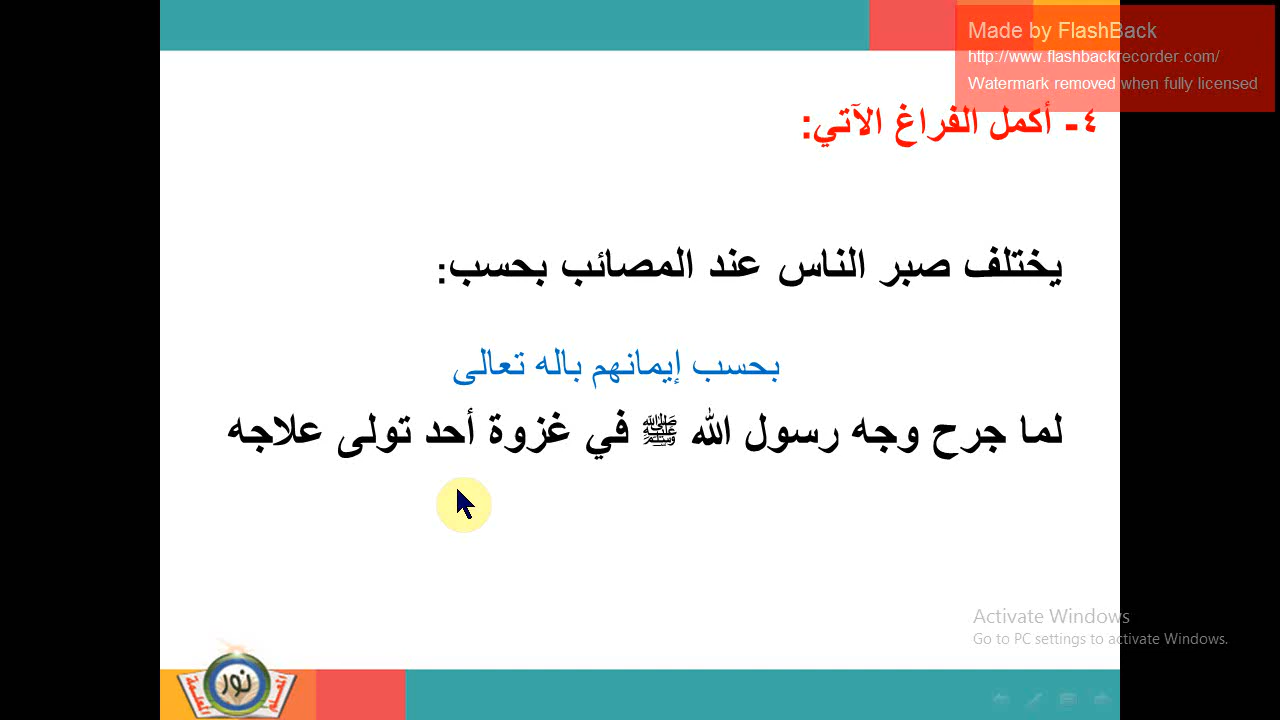 Made by FlashBack
http://www.flashbackrecorder.com/
Watermark removed when fully licensed
٤- أكمل الفراغ الآتي:
يختلف صبر الناس عند المصائب بحسب:
بحسب إيمانهم باله تعالى
لما جرح وجه رسول الله ﷺ في غزوة أحد تولى علاجه
Activate Windows
Go to PC settings to activate Windows.
نور